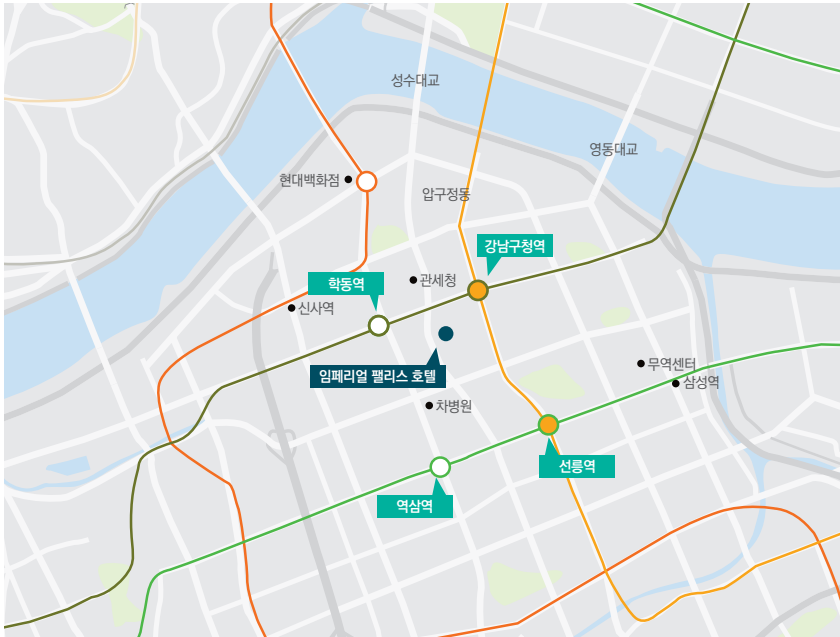 성수대교
영동대교
현대백화점
압구정동
강남구청역
학동역
관세청
신사역
임페리얼 팰리스 호텔
무역센터
삼성역
차병원
선릉역
역삼역